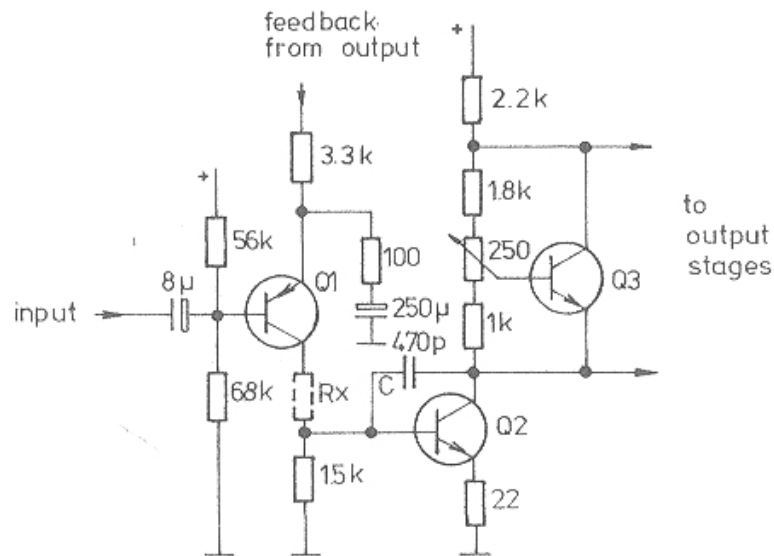 feedback
from output
+
2.2k
3.3k
+
1.8k
to
output
stages
56k
100
250
Q1
Q3
8µ
input
250µ
1k
470p
C
68k
Rx
Q2
1.5k
22